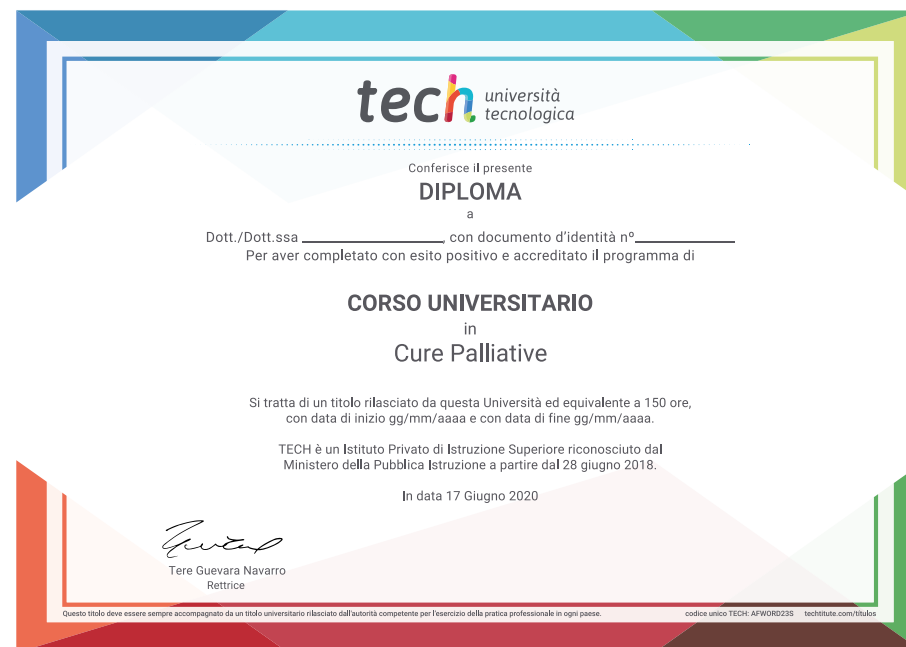 tech università
tecnologica
Conferisce il presente
DIPLOMA
a
Dott./Dott.ssa ____________________, con documento d'identità nº______________
Per aver completato con esito positivo e accreditato il programma di
CORSO UNIVERSITARIO
in
Cure Palliative
Si tratta di un titolo rilasciato da questa Università ed equivalente a 150 ore,
con data di inizio gg/mm/aaaa e con data di fine gg/mm/aaaa.
TECH è un Istituto Privato di Istruzione Superiore riconosciuto dal
Ministero della Pubblica Istruzione a partire dal 28 giugno 2018.
In data 17 Giugno 2020
Tere Guevara Navarro
Rettrice
Questo titolo deve essere sempre accompagnato da un titolo universitario rilasciato dall'autorità competente per l'esercizio della pratica professionale in ogni paese. codice unico TECH: AFWORD23S techtitute.com/titulos